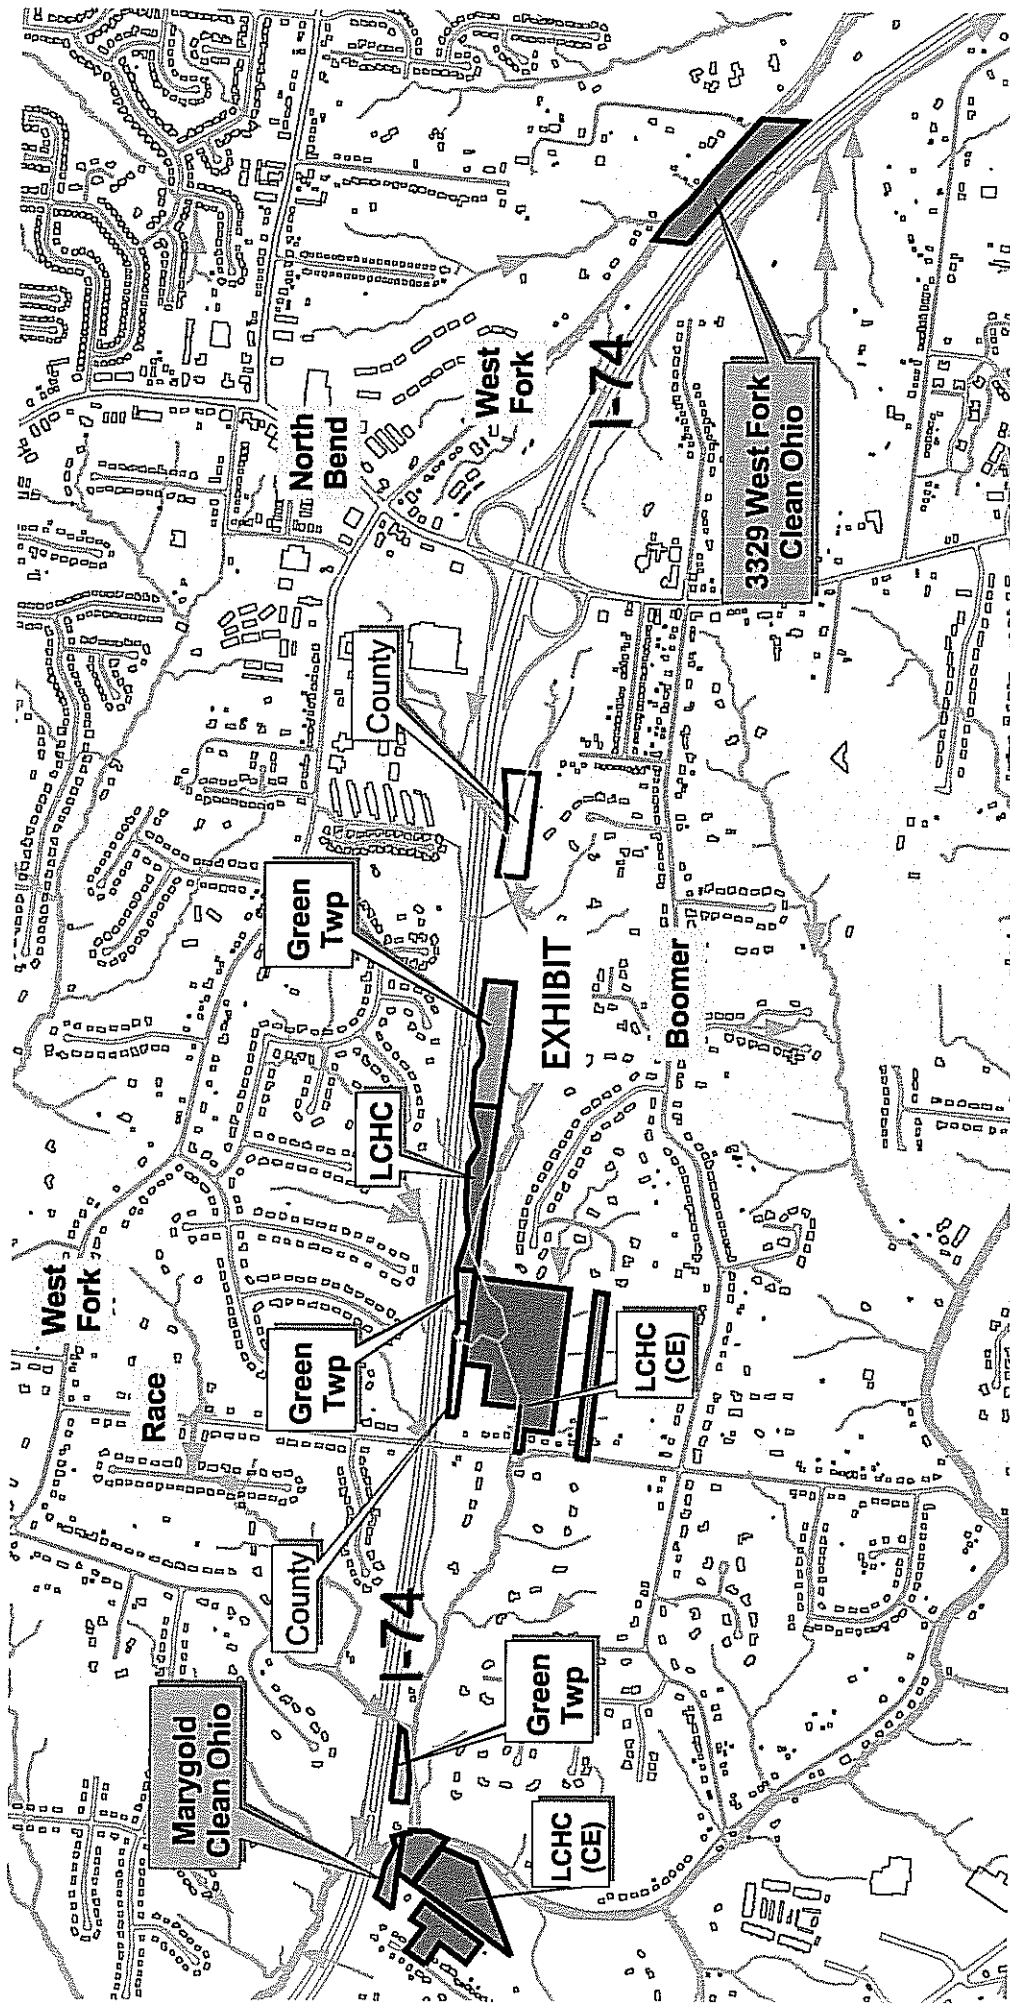 Marygold
Clean Ohio
I-74
County
Race
West
Fork
Green
Twp
LCHC
Green
Twp
County
North
Bend
West
Fork
I-74
3329 West Fork
Clean Ohio
LCHC
(CE)
Green
Twp
LCHC
(CE)
EXHIBIT
Boomer